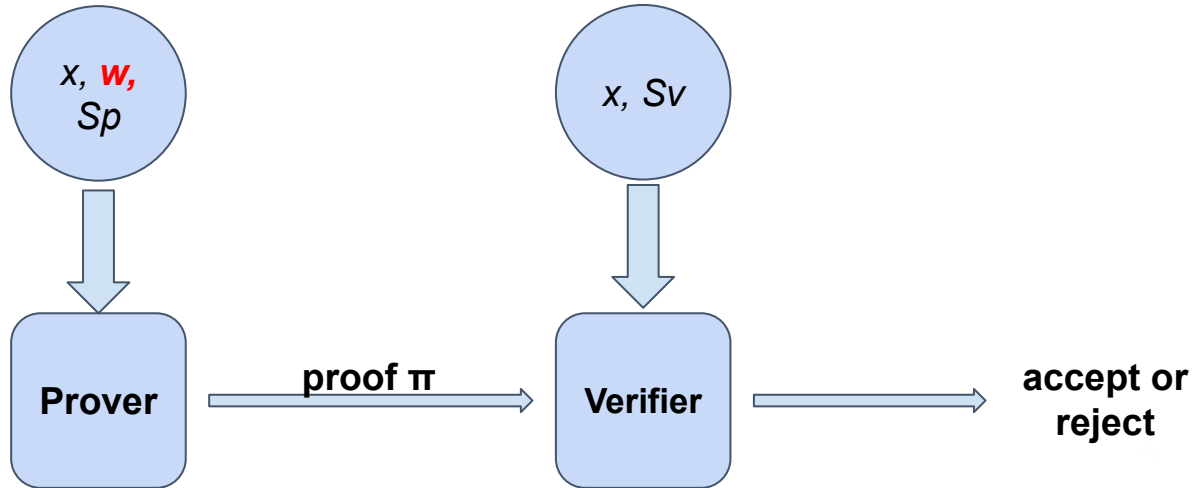 x, w,
Sp
x, Sv
Prover
proof π
Verifier
accept or
reject